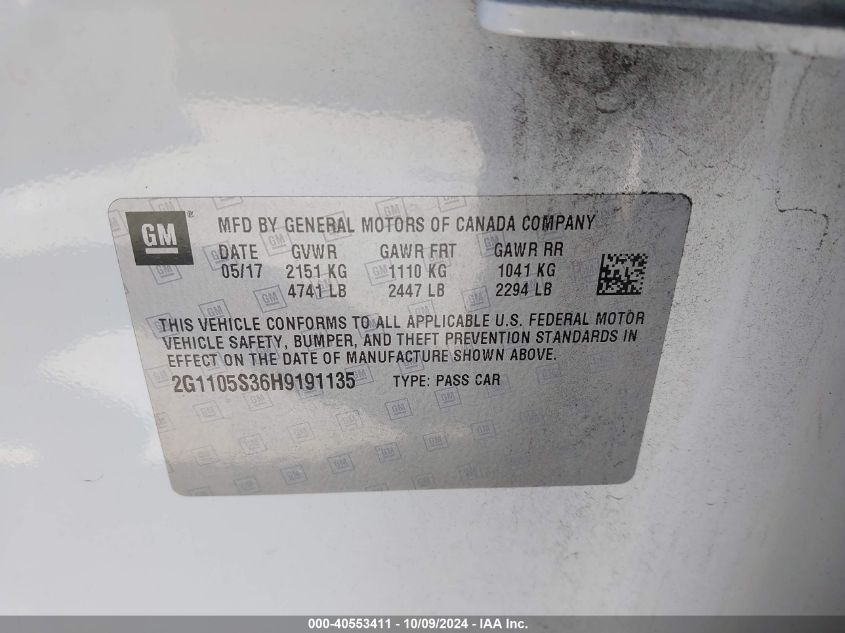 GM
MFD BY GENERAL MOTORS OF CANADA COMPANY
DATE GVWR GAWR FRT GAWR RR
05/17 2151 KG 1110 KG 1041 KG
4741 LB 2447 LB 2294 LB
THIS VEHICLE CONFORMS TO ALL APPLICABLE U.S. FEDERAL MOTOR
VEHICLE SAFETY, BUMPER, AND THEFT PREVENTION STANDARDS IN
EFFECT ON THE DATE OF MANUFACTURE SHOWN ABOVE.
2G1105S36H9191135 TYPE: PASS CAR
000-40553411 - 10/09/2024 - IAA Inc.